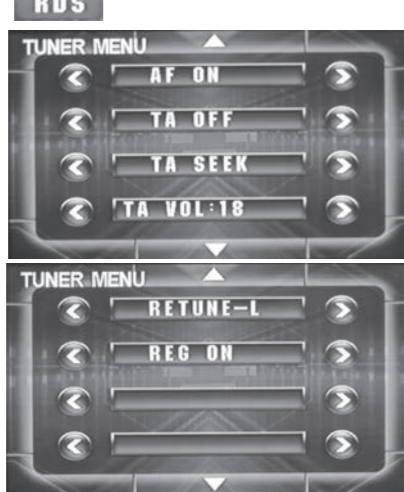 RDS
TUNER MENU
AF ON
TA OFF
TA SEEK
TA VOL:18
TUNER MENU
RETUNE-L
REG ON